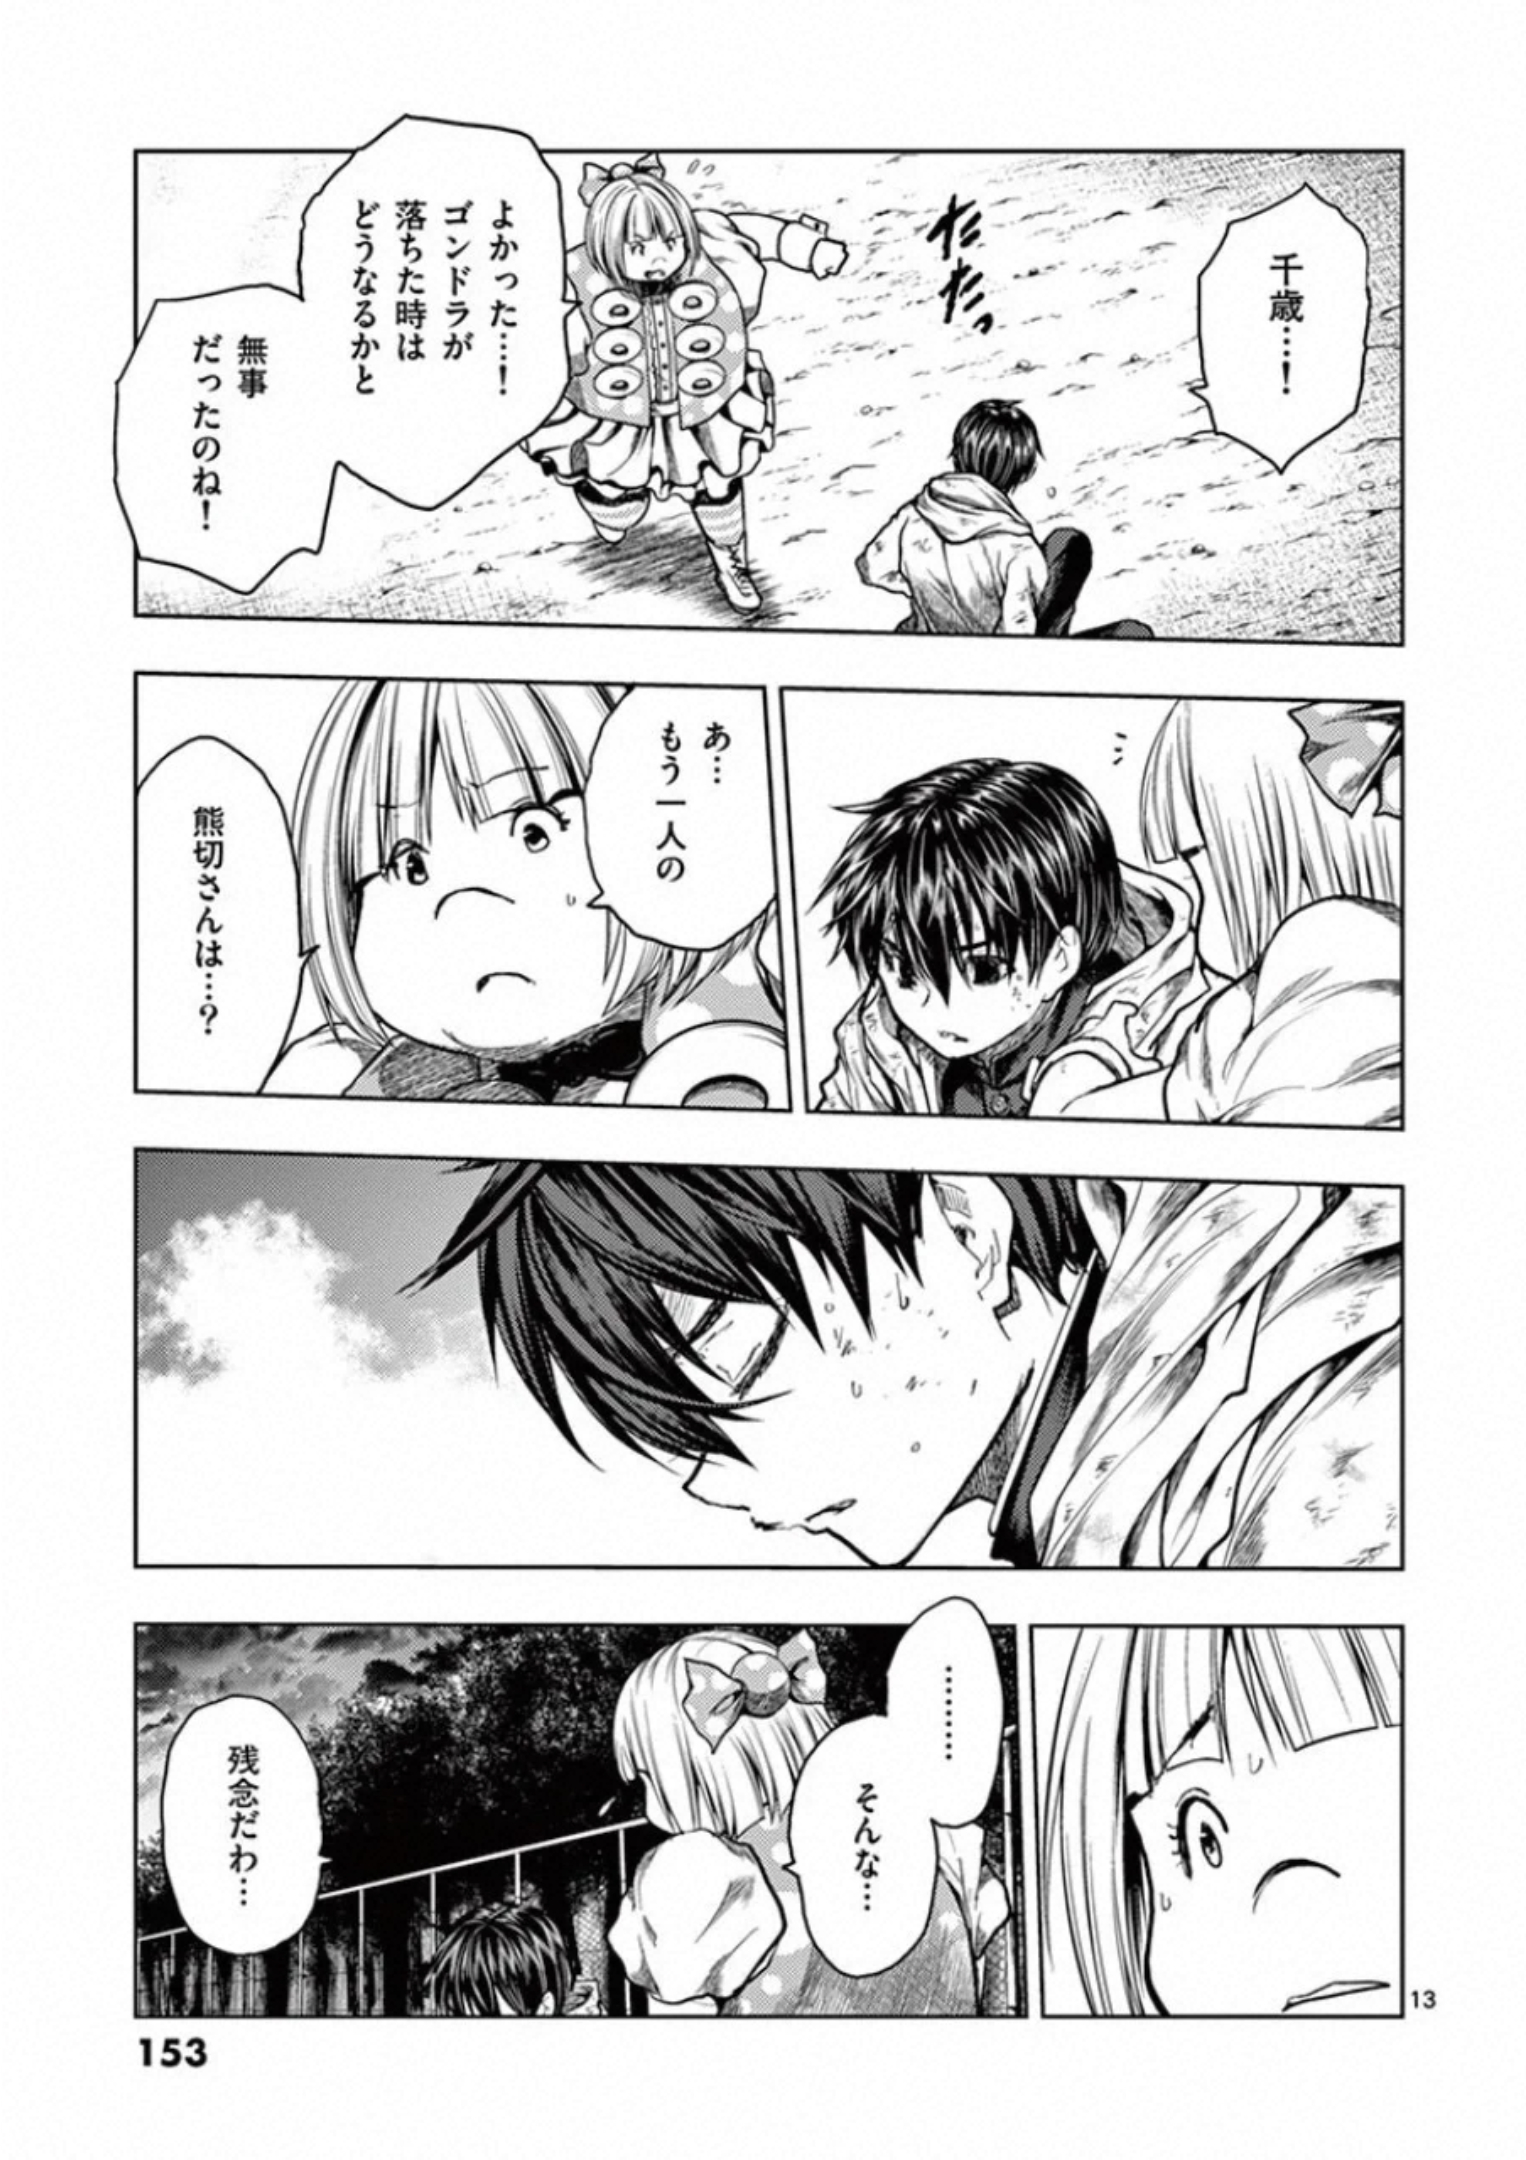 千歳…！
たたっ
よかった…！
ゴンドラが
落ちた時は
どうなるかと
無事
だったのね！
あ…
もう一人の
熊切さんは…？
………
そんな…
残念だわ…
13
153